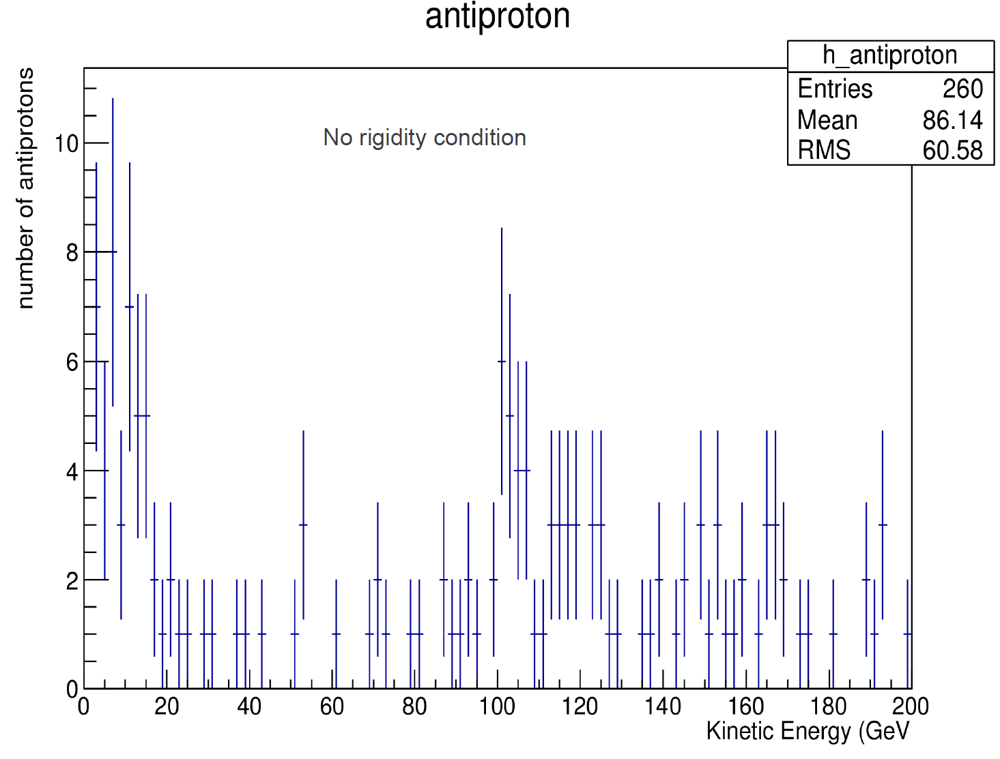 antiproton
h_antiproton
Entries 260
Mean 86.14
RMS 60.58
No rigidity condition
number of antiprotons
10
8
6
4
2
0
0 20 40 60 80 100 120 140 160 180 200
Kinetic Energy (GeV